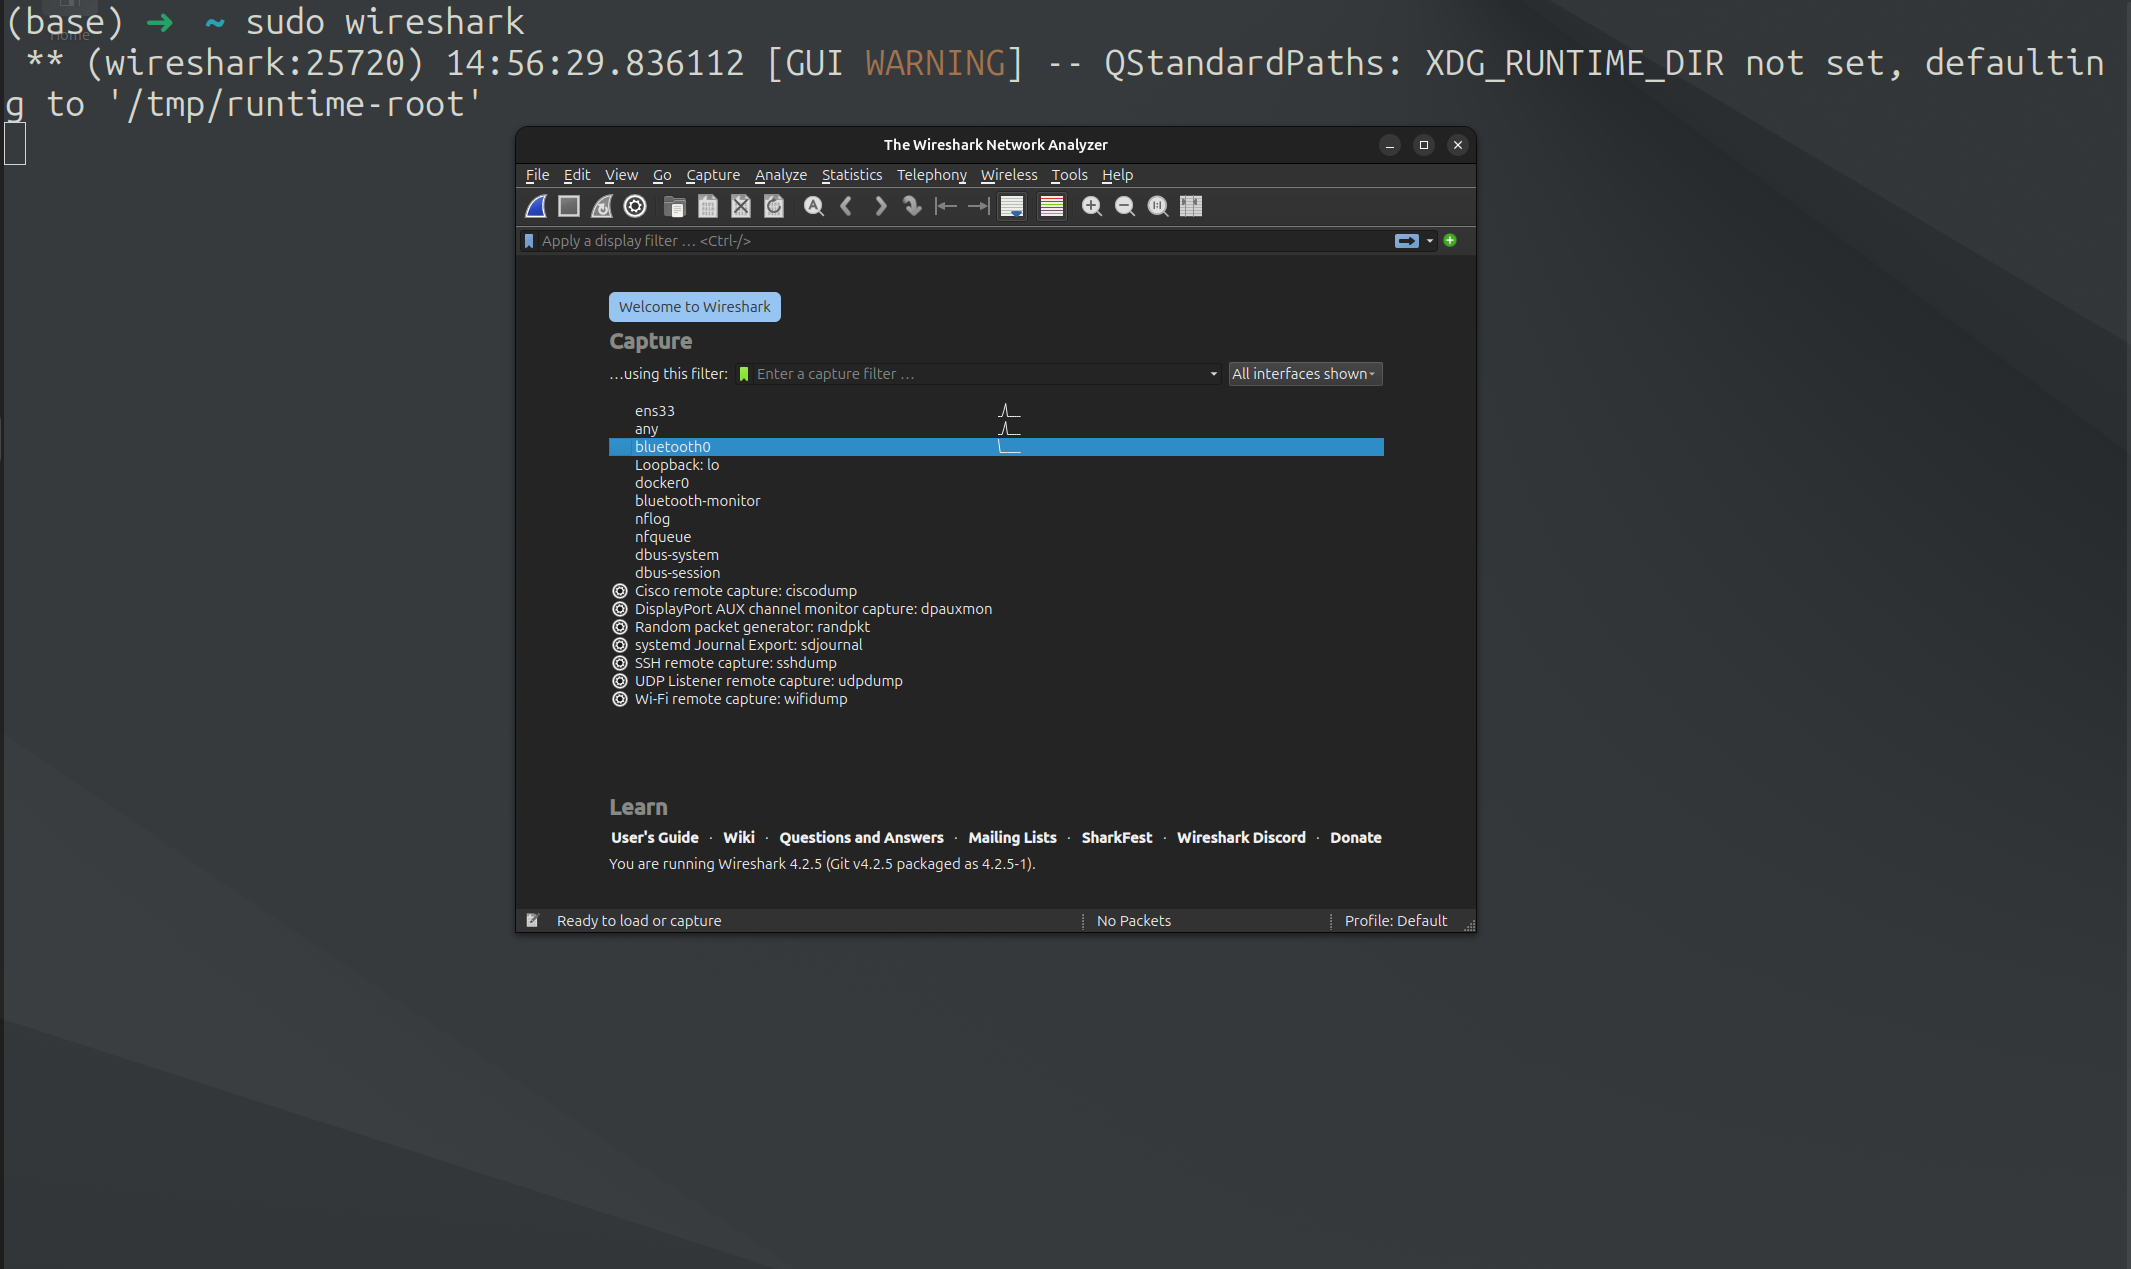 (base) ➜ ~ sudo wireshark
Home
** (wireshark:25720) 14:56:29.836112 [GUI WARNING] -- QStandardPaths: XDG_RUNTIME_DIR not set, defaultin
g to '/tmp/runtime-root'
The Wireshark Network Analyzer
File Edit View Go Capture Analyze Statistics Telephony Wireless Tools Help
Apply a display filter … <Ctrl-/>
Welcome to Wireshark
Capture
…using this filter: Enter a capture filter … All interfaces shown
ens33
any
bluetooth0
Loopback: lo
docker0
bluetooth-monitor
nflog
nfqueue
dbus-system
dbus-session
Cisco remote capture: ciscodump
DisplayPort AUX channel monitor capture: dpauxmon
Random packet generator: randpkt
systemd Journal Export: sdjournal
SSH remote capture: sshdump
UDP Listener remote capture: udpdump
Wi-Fi remote capture: wifidump
Learn
User's Guide · Wiki · Questions and Answers · Mailing Lists · SharkFest · Wireshark Discord · Donate
You are running Wireshark 4.2.5 (Git v4.2.5 packaged as 4.2.5-1).
Ready to load or capture No Packets Profile: Default